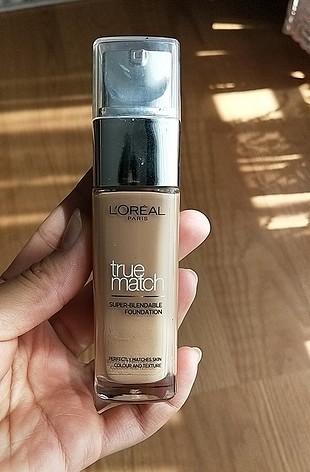 L'ORÉAL
PARIS
true
match
SUPER-BLENDABLE
FOUNDATION
PERFECTLY MATCHES SKIN
COLOUR AND TEXTURE